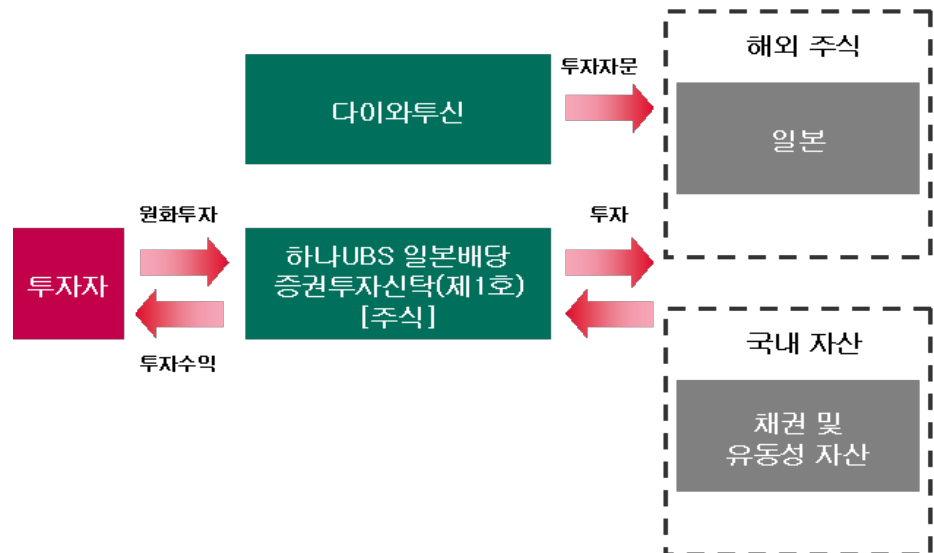 해외 주식
투자자문
다이와투신
일본
원화투자
투자
투자자
하나UBS 일본배당
증권투자신탁(제1호)
[주식]
투자수익
국내 자산
채권 및
유동성 자산